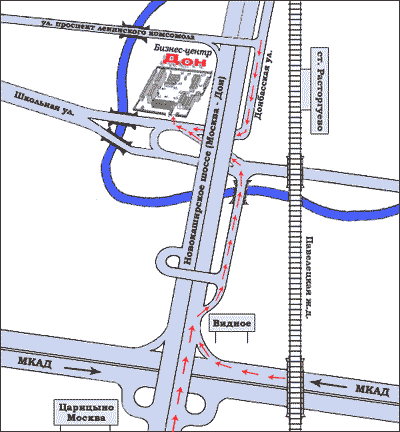 ул. проспект ленинского комсомола
Бизнес-центр
Дон
Донбасская ул.
ст. Расторгуево
Школьная ул.
Новокаширское шоссе (Москва - Дон)
Павелецкая ж.д.
Видное
МКАД
МКАД
Царицыно
Москва